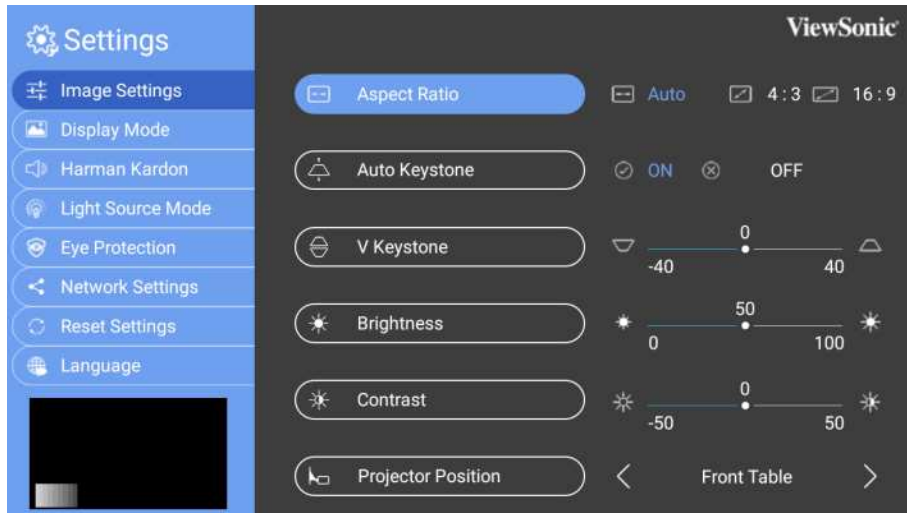 Settings
ViewSonic
Image Settings
Display Mode
Harman Kardon
Light Source Mode
Eye Protection
Network Settings
Reset Settings
Language
Aspect Ratio
Auto 4:3 16:9
Auto Keystone
ON OFF
V Keystone
0
-40 40
Brightness
50
0 100
Contrast
0
-50 50
Projector Position
Front Table